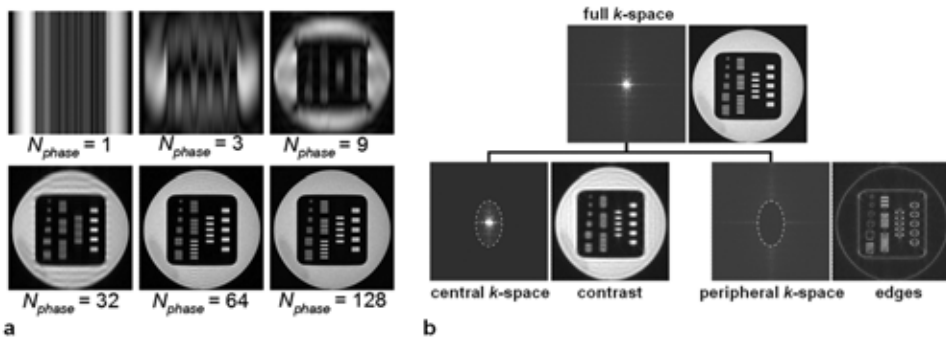 full k-space
N_phase = 1
N_phase = 3
N_phase = 9
N_phase = 32
N_phase = 64
N_phase = 128
central k-space
contrast
peripheral k-space
edges
a
b